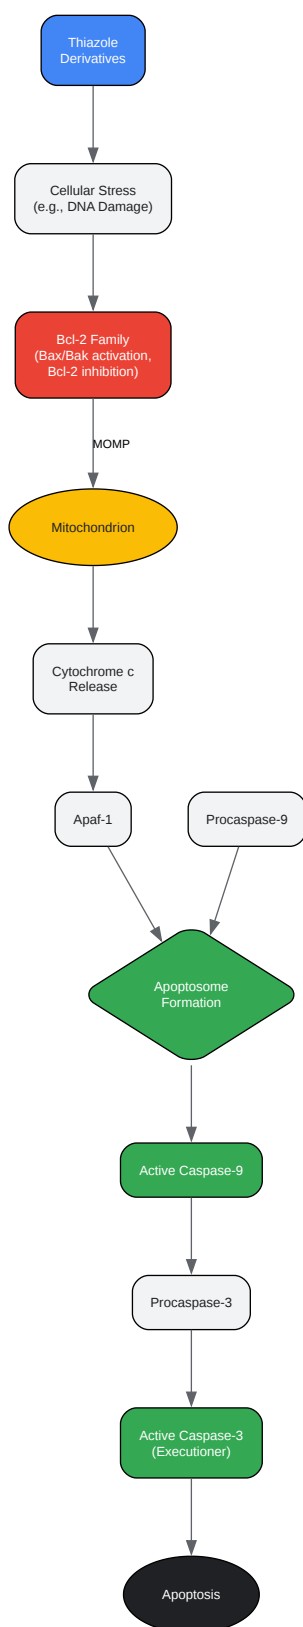 Thiazole
Derivatives
Cellular Stress
(e.g., DNA Damage)
Bcl-2 Family
(Bax/Bak activation,
Bcl-2 inhibition)
MOMP
Mitochondrion
Cytochrome c
Release
Apaf-1
Procaspase-9
Apoptosome
Formation
Active Caspase-9
Procaspase-3
Active Caspase-3
(Executioner)
Apoptosis